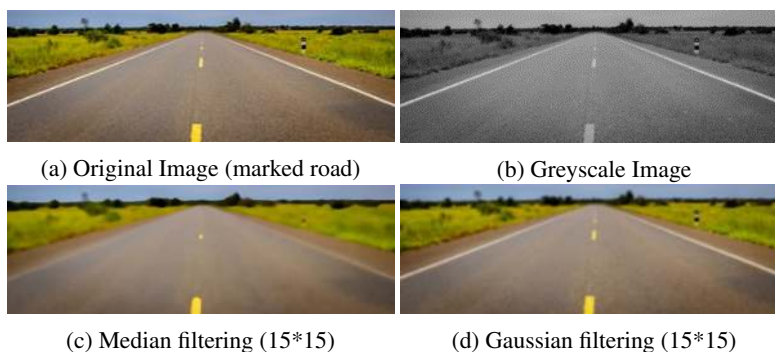 (a) Original Image (marked road)
(b) Greyscale Image
(c) Median filtering (15*15)
(d) Gaussian filtering (15*15)